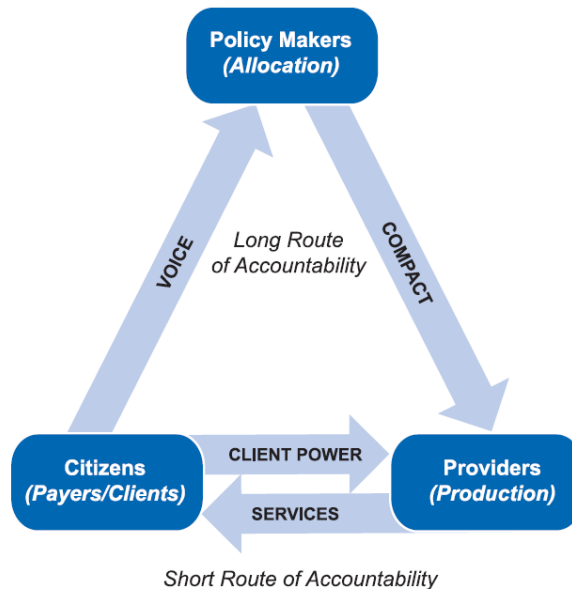 Policy Makers
(Allocation)
VOICE
Long Route
of Accountability
COMPACT
Citizens
(Payers/Clients)
CLIENT POWER
SERVICES
Providers
(Production)
Short Route of Accountability